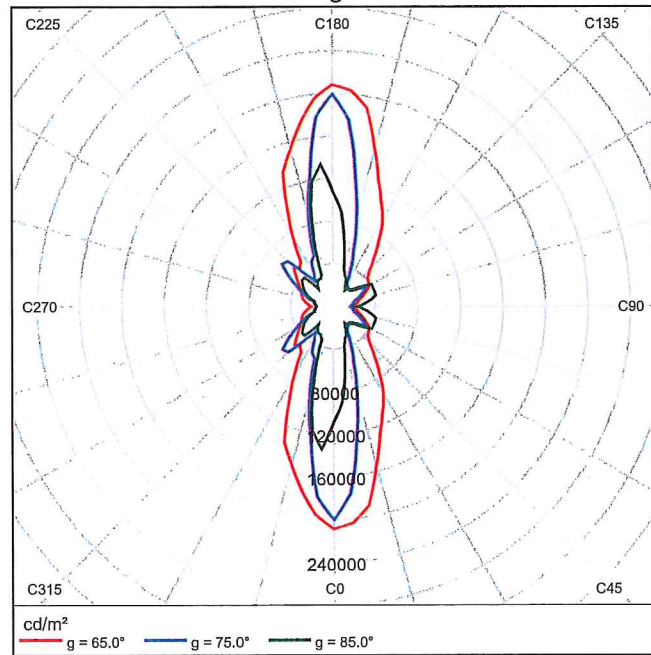 C225 C180 C135
C270 C90
80000
120000
160000
240000
C315 C0 C45
cd/m²
g = 65.0° g = 75.0° g = 85.0°